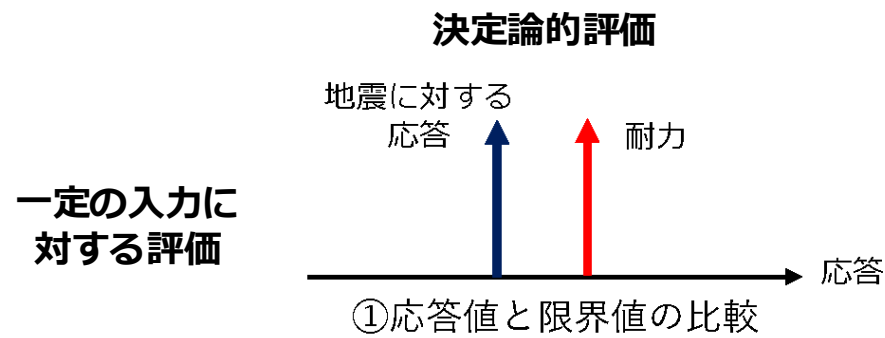 決定論的評価
地震に対する
応答
耐力
一定の入力に
対する評価
応答
①応答値と限界値の比較